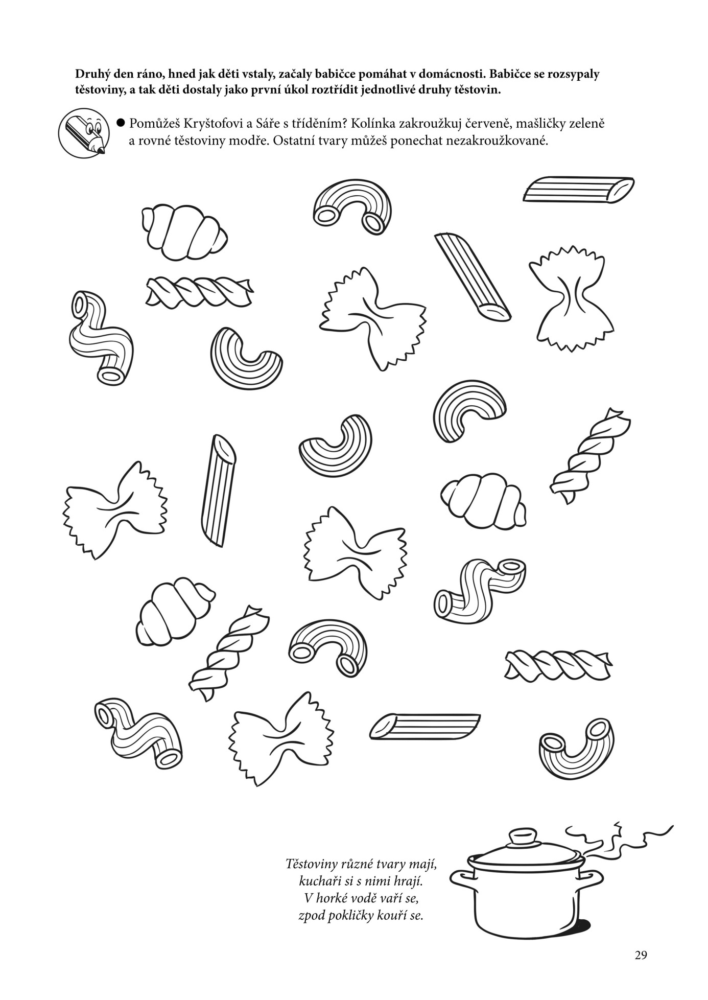 Druhý den ráno, hned jak děti vstaly, začaly babičce pomáhat v domácnosti. Babičce se rozsypaly
těstoviny, a tak děti dostaly jako první úkol roztřídit jednotlivé druhy těstovin.
● Pomůžeš Kryštofovi a Sáře s tříděním? Kolínka zakroužkuj červeně, mašličky zeleně
a rovné těstoviny modře. Ostatní tvary můžeš ponechat nezakroužkované.
Těstoviny různé tvary mají,
kuchaři si s nimi hrají.
V horké vodě vaří se,
zpod pokličky kouří se.
29